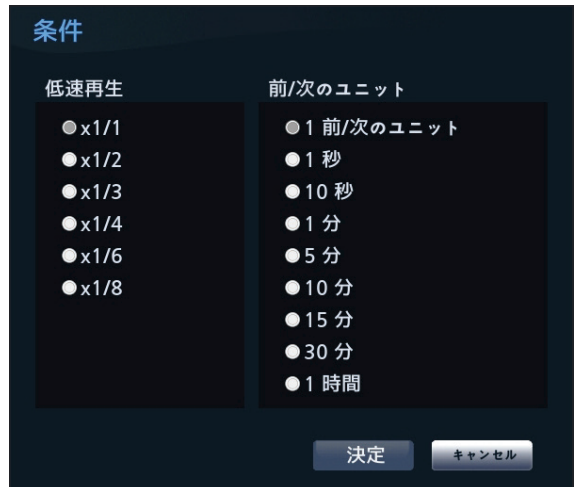 条件
低速再生
x1/1
x1/2
x1/3
x1/4
x1/6
x1/8
前/次のユニット
1 前/次のユニット
1 秒
10 秒
1 分
5 分
10 分
15 分
30 分
1 時間
決定
キャンセル